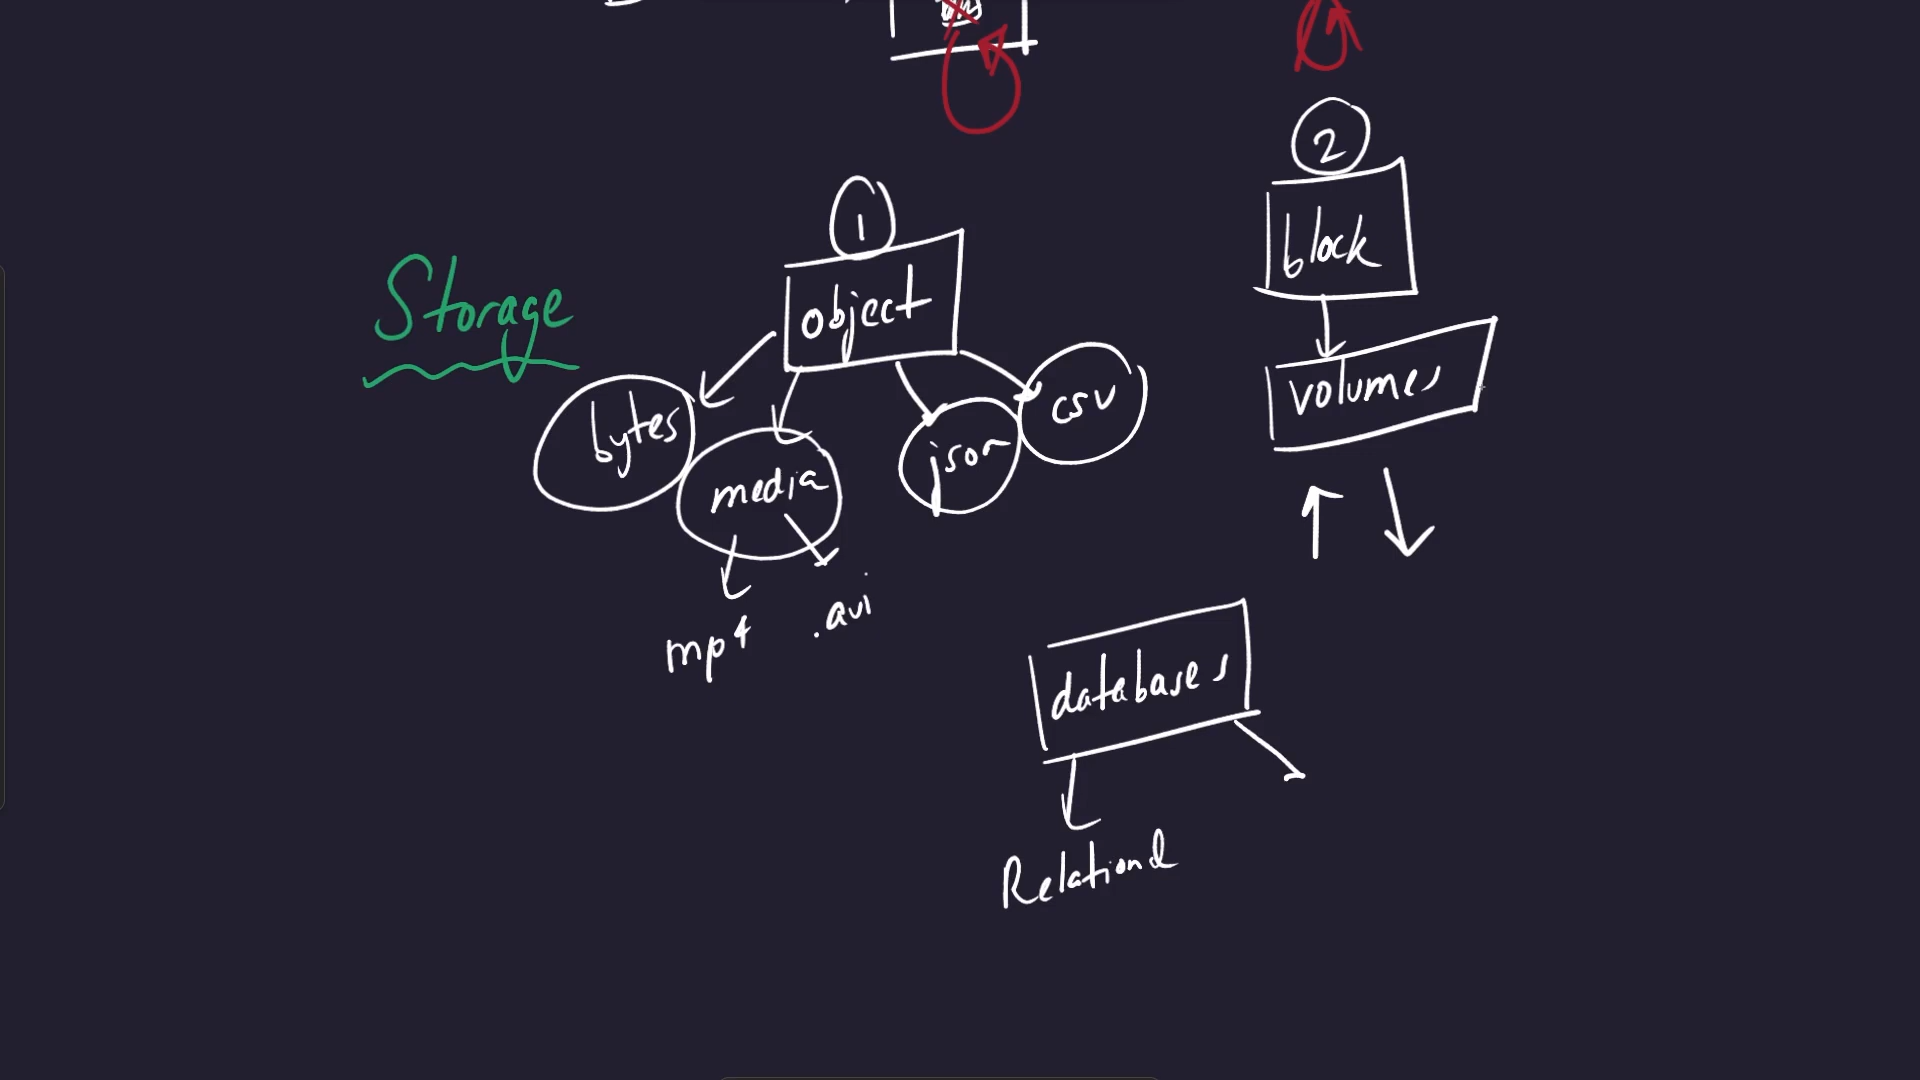 Storage
1
object
bytes
media
json
csv
mp4
.avi
2
block
volumes
databases
Relational